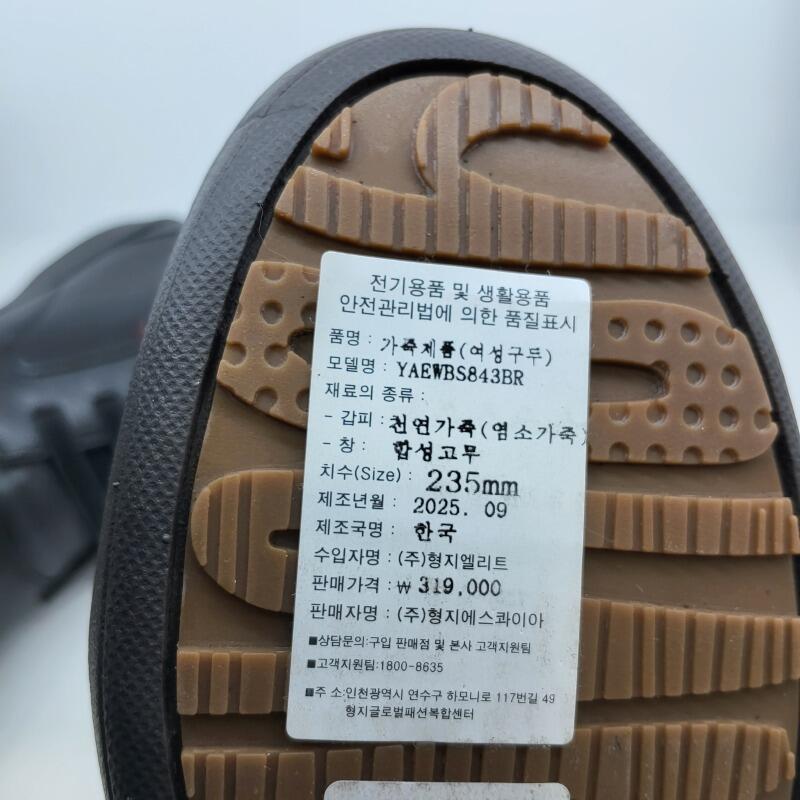 전기용품 및 생활용품
안전관리법에 의한 품질표시
품명 : 가죽제품(여성구두)
모델명 : YAEWBS843BR
재료의 종류 :
- 갑피 : 천연가죽(염소가죽)
- 창 : 합성고무
치수(Size) : 235mm
제조년월 : 2025. 09
제조국명 : 한국
수입자명 : (주)형지엘리트
판매가격 : ₩ 319,000
판매자명 : (주)형지에스콰이아
■상담문의:구입 판매점 및 본사 고객지원팀
■고객지원팀:1800-8635
■주 소:인천광역시 연수구 하모니로 117번길 49
형지글로벌패션복합센터